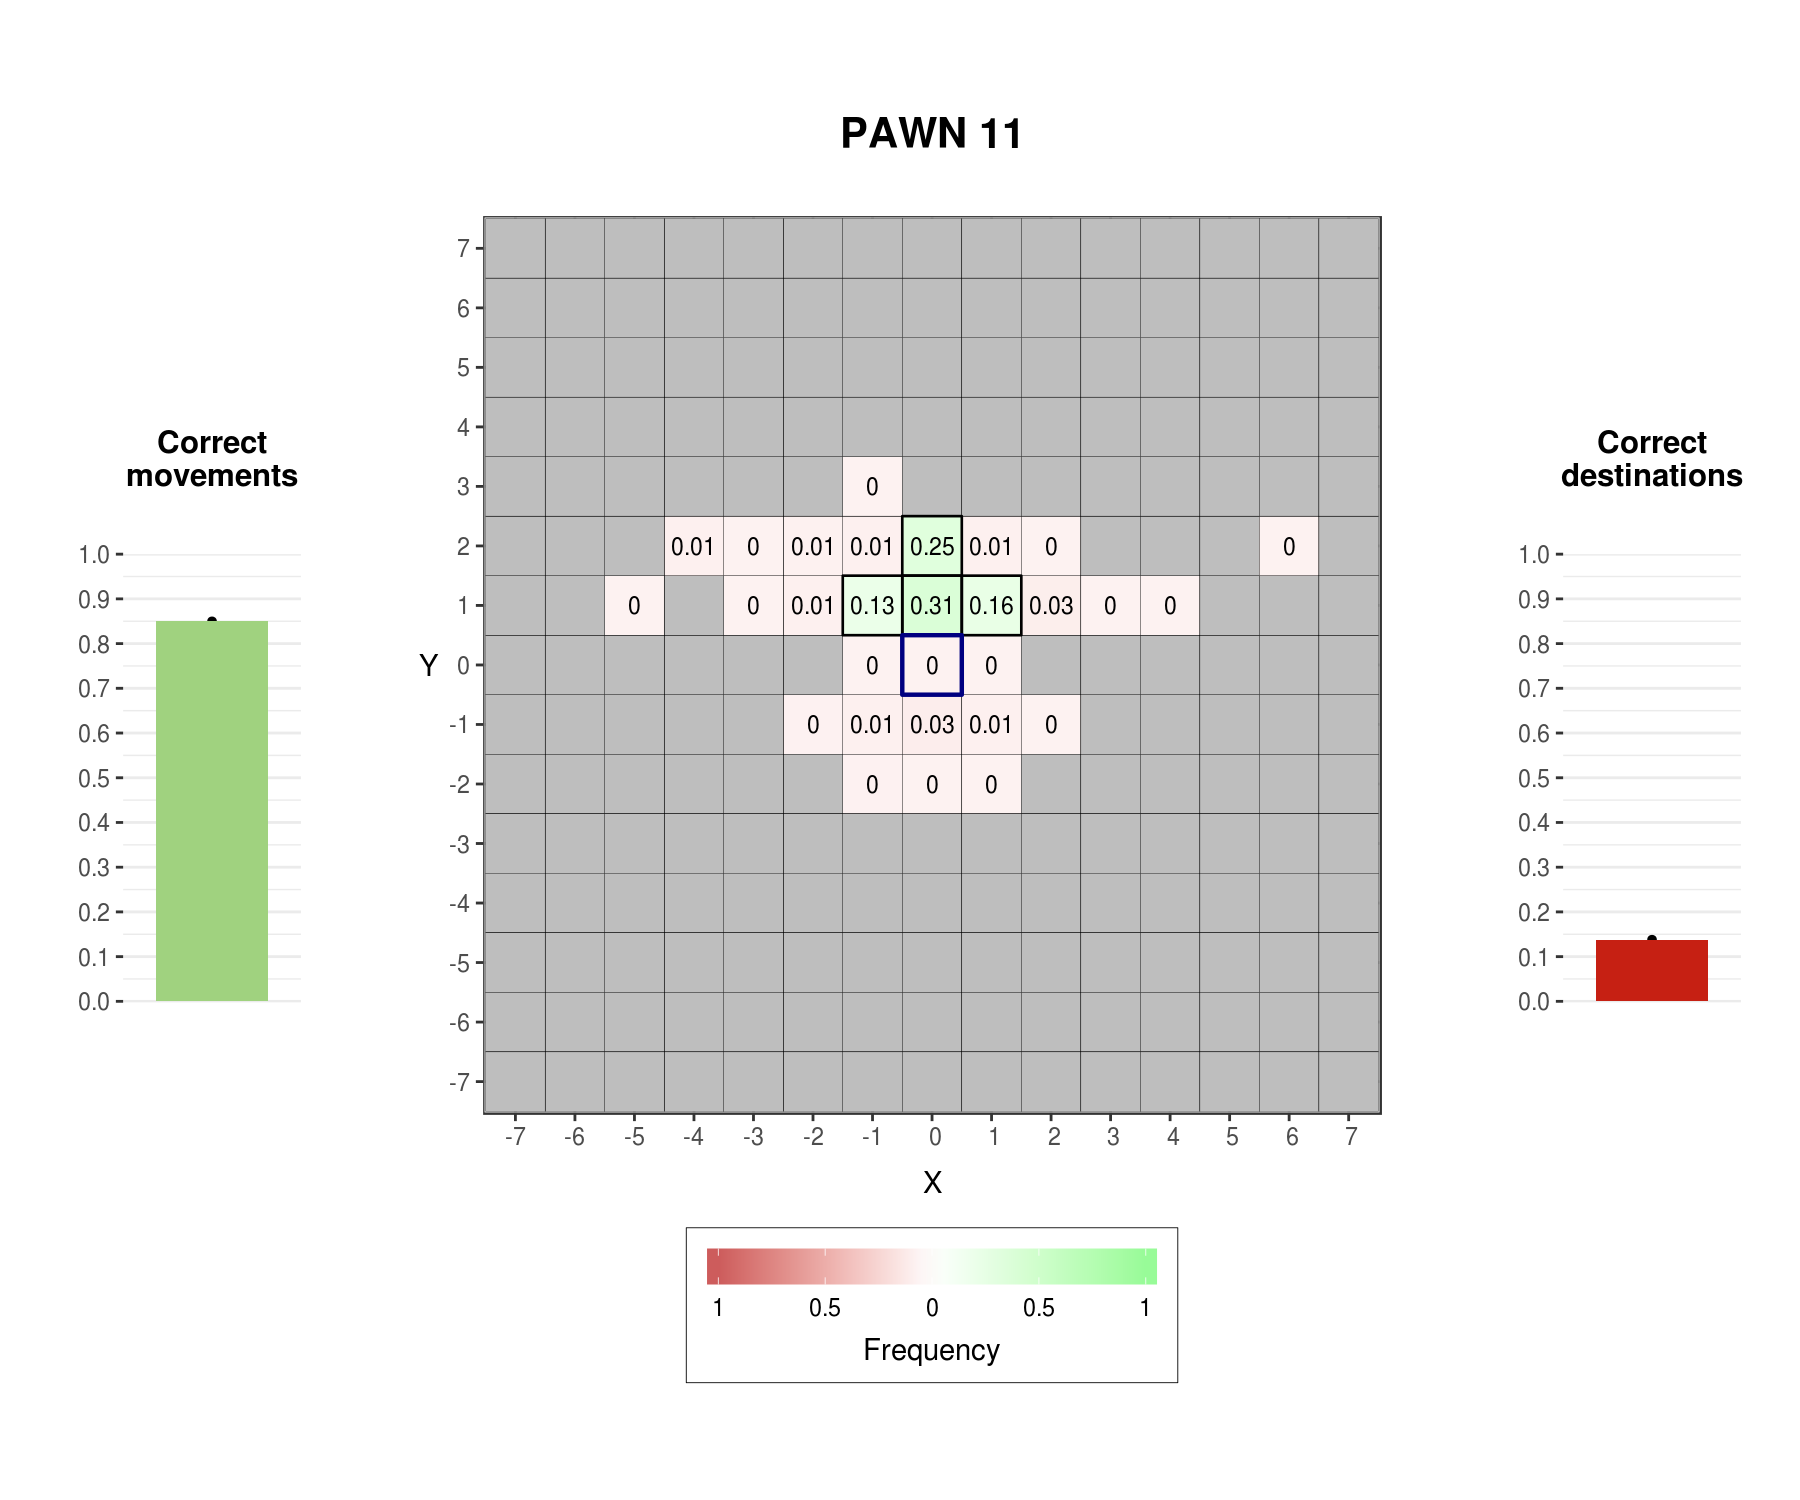 PAWN 11
Correct
movements
1.0
0.9
0.8
0.7
0.6
0.5
0.4
0.3
0.2
0.1
0.0
Y
7
6
5
4
3 0
2 0.01 0 0.01 0.01 0.25 0.01 0 0
1 0 0 0.01 0.13 0.31 0.16 0.03 0 0
0 0 0 0
-1 0 0.01 0.03 0.01 0
-2 0 0 0
-3
-4
-5
-6
-7
-7 -6 -5 -4 -3 -2 -1 0 1 2 3 4 5 6 7
X
1 0.5 0 0.5 1
Frequency
Correct
destinations
1.0
0.9
0.8
0.7
0.6
0.5
0.4
0.3
0.2
0.1
0.0